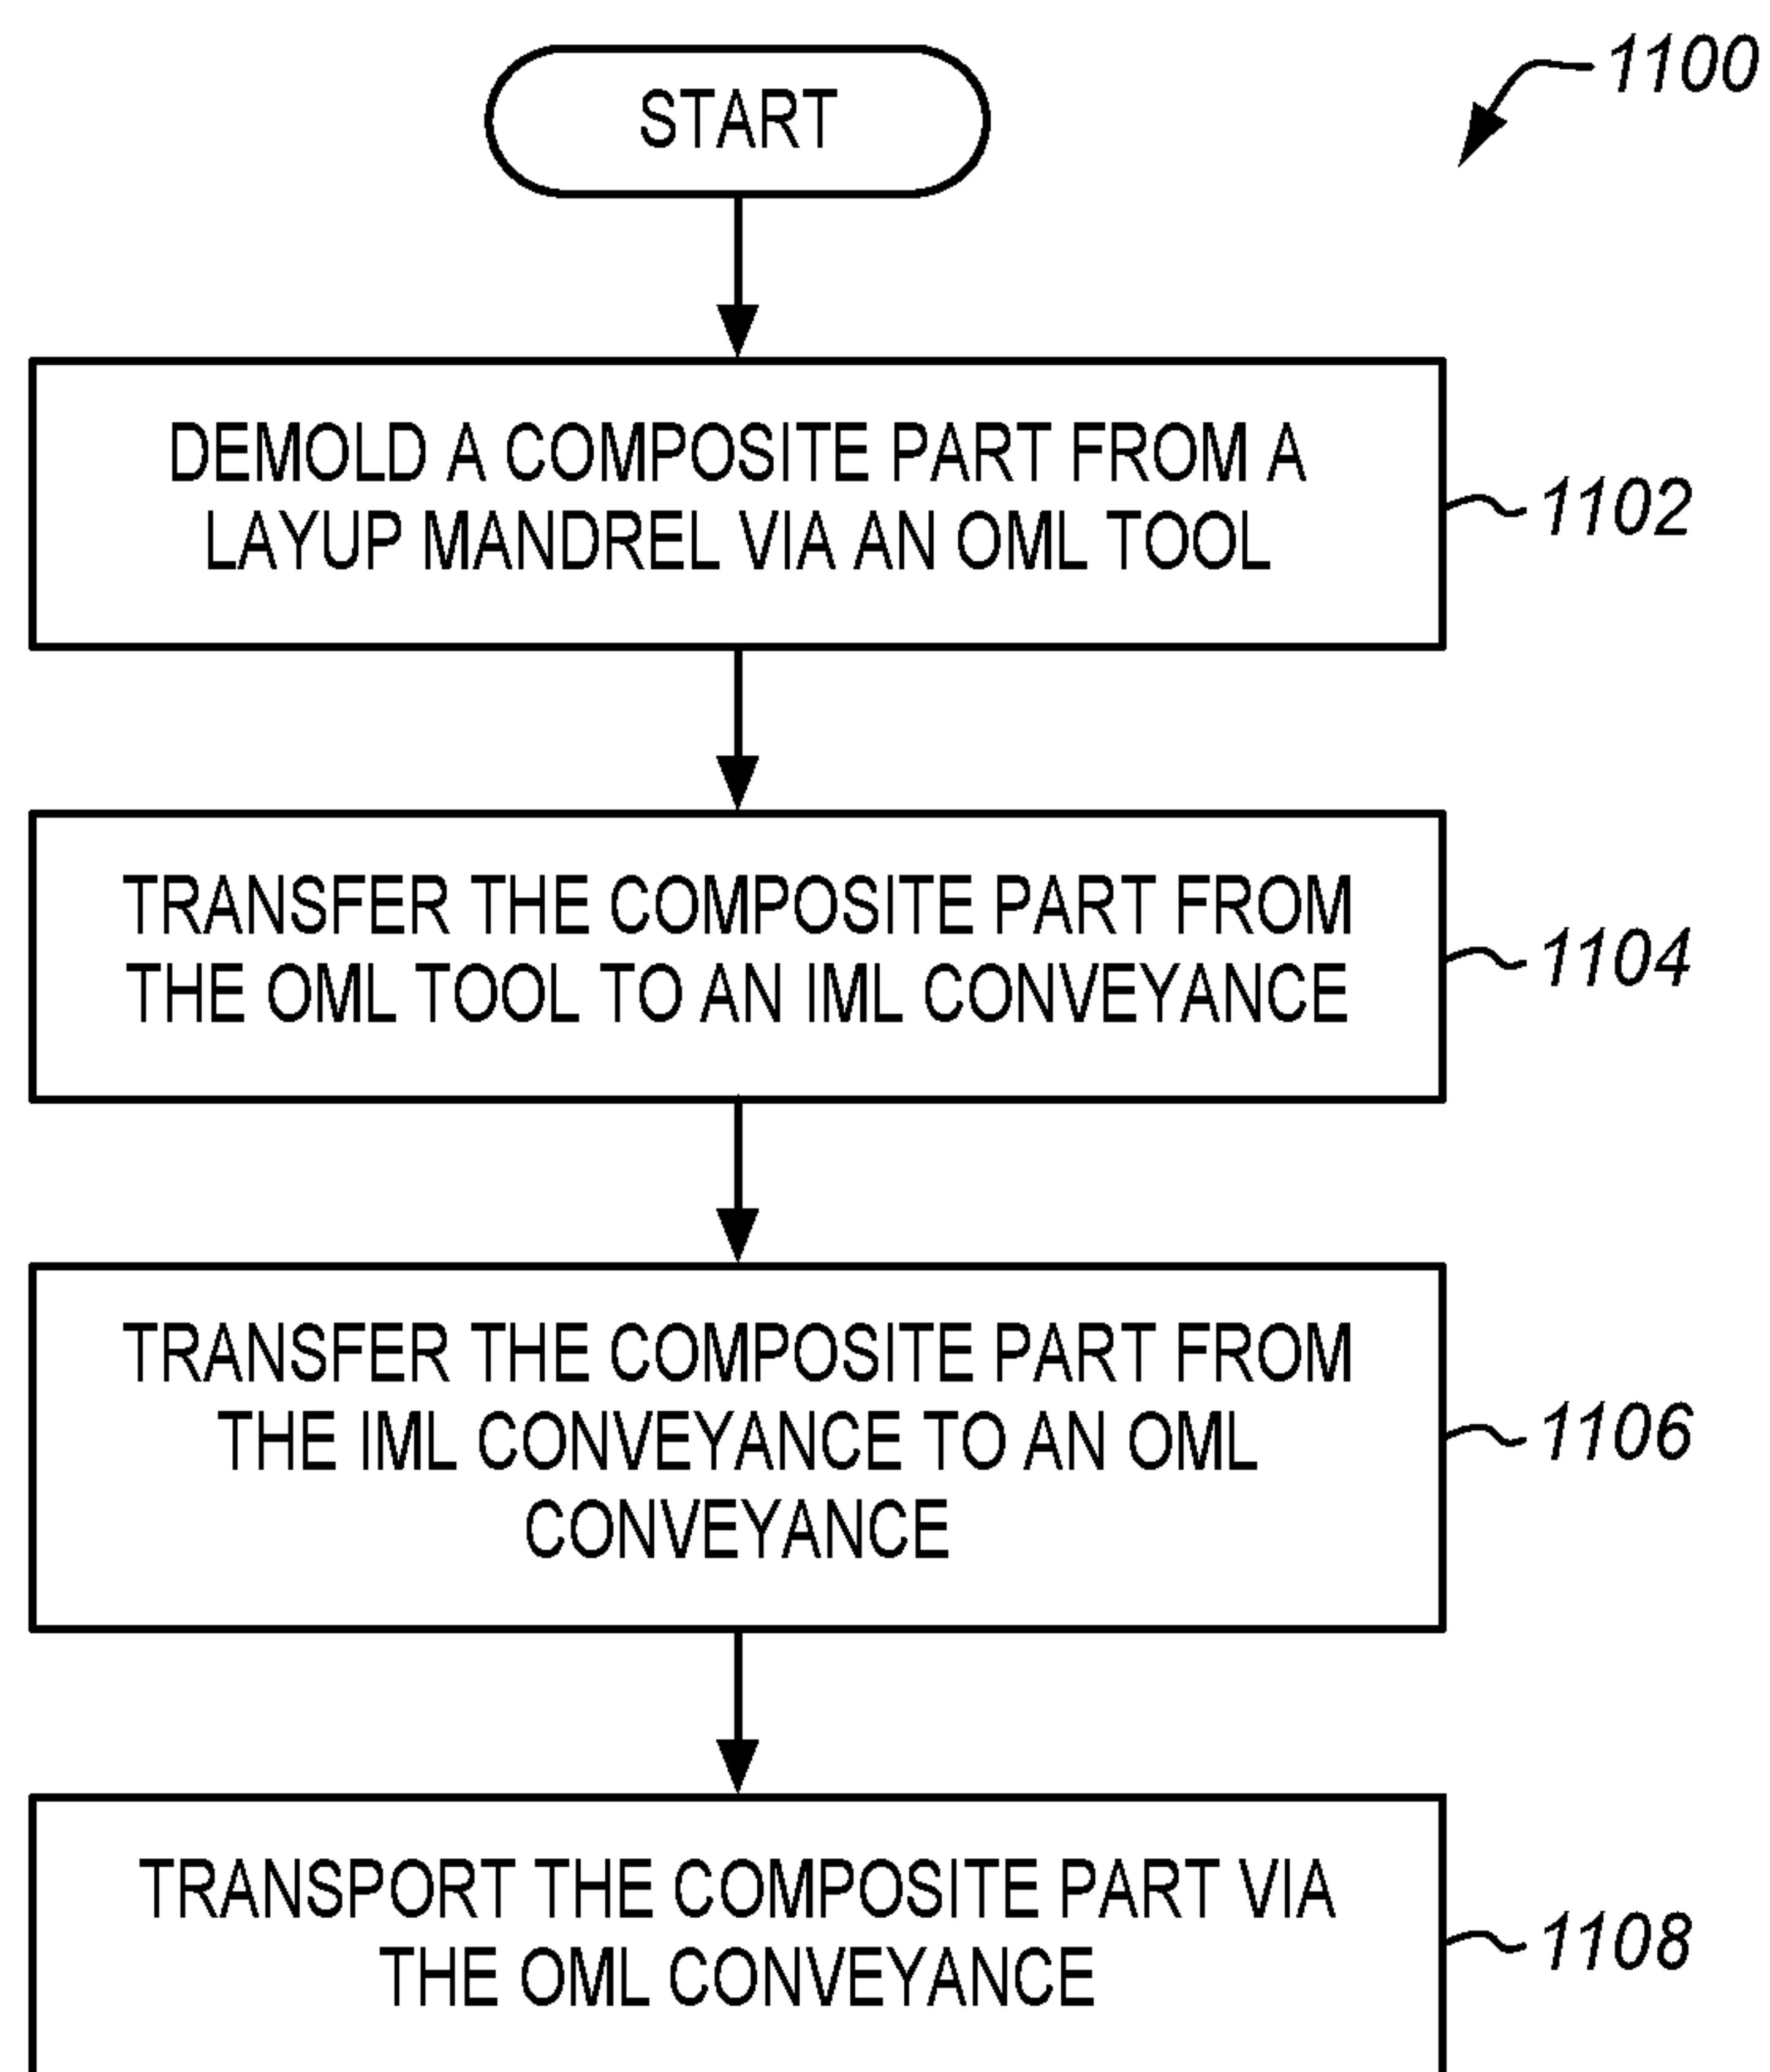 START
1100
DEMOLD A COMPOSITE PART FROM A
LAYUP MANDREL VIA AN OML TOOL
1102
TRANSFER THE COMPOSITE PART FROM
THE OML TOOL TO AN IML CONVEYANCE
1104
TRANSFER THE COMPOSITE PART FROM
THE IML CONVEYANCE TO AN OML
CONVEYANCE
1106
TRANSPORT THE COMPOSITE PART VIA
THE OML CONVEYANCE
1108